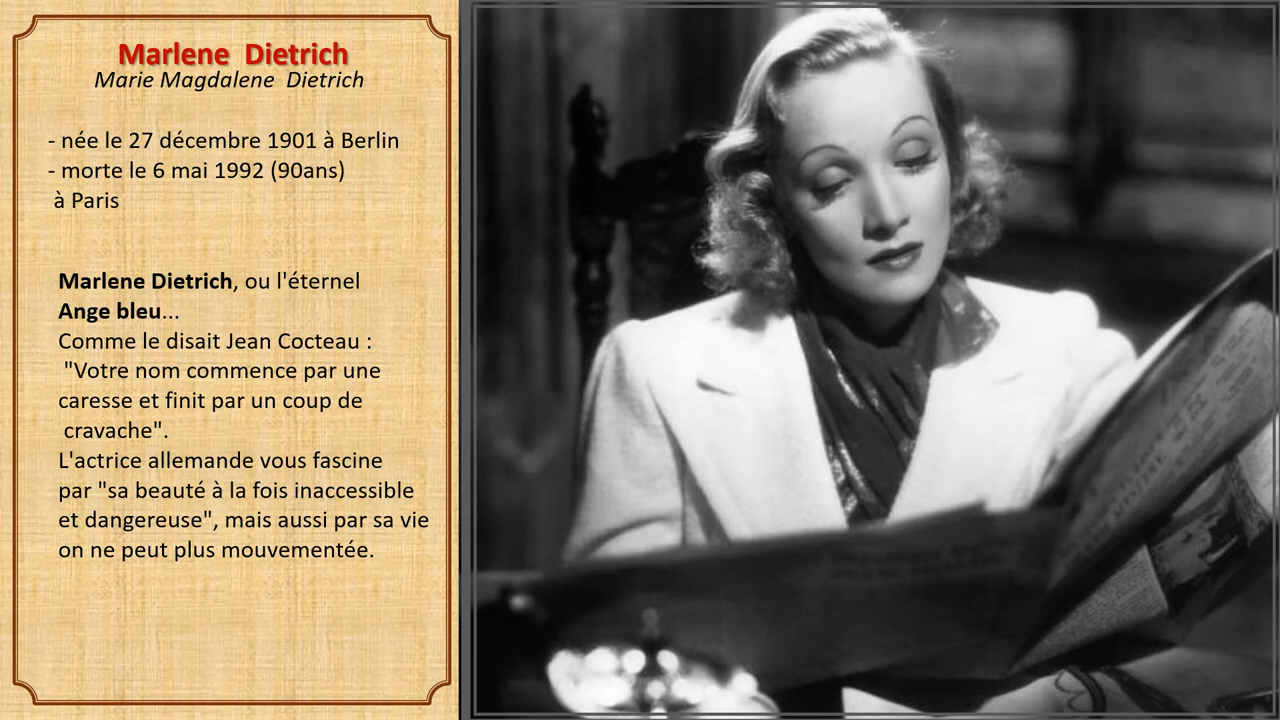 Marlene Dietrich
Marie Magdalene Dietrich
- née le 27 décembre 1901 à Berlin
- morte le 6 mai 1992 (90ans)
à Paris
Marlene Dietrich, ou l'éternel
Ange bleu...
Comme le disait Jean Cocteau :
"Votre nom commence par une
caresse et finit par un coup de
cravache".
L'actrice allemande vous fascine
par "sa beauté à la fois inaccessible
et dangereuse", mais aussi par sa vie
on ne peut plus mouvementée.